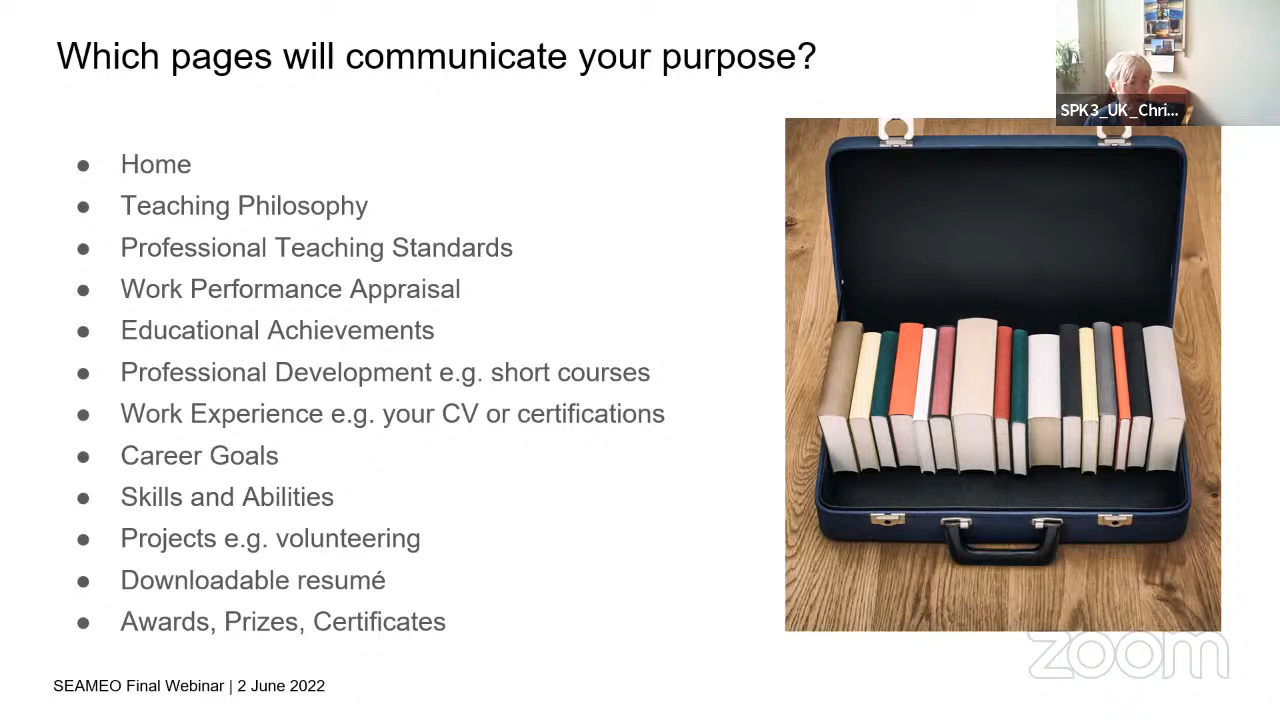 Which pages will communicate your purpose?
SPK3_UK_Chri...
● Home
● Teaching Philosophy
● Professional Teaching Standards
● Work Performance Appraisal
● Educational Achievements
● Professional Development e.g. short courses
● Work Experience e.g. your CV or certifications
● Career Goals
● Skills and Abilities
● Projects e.g. volunteering
● Downloadable resumé
● Awards, Prizes, Certificates
zoom
SEAMEO Final Webinar | 2 June 2022